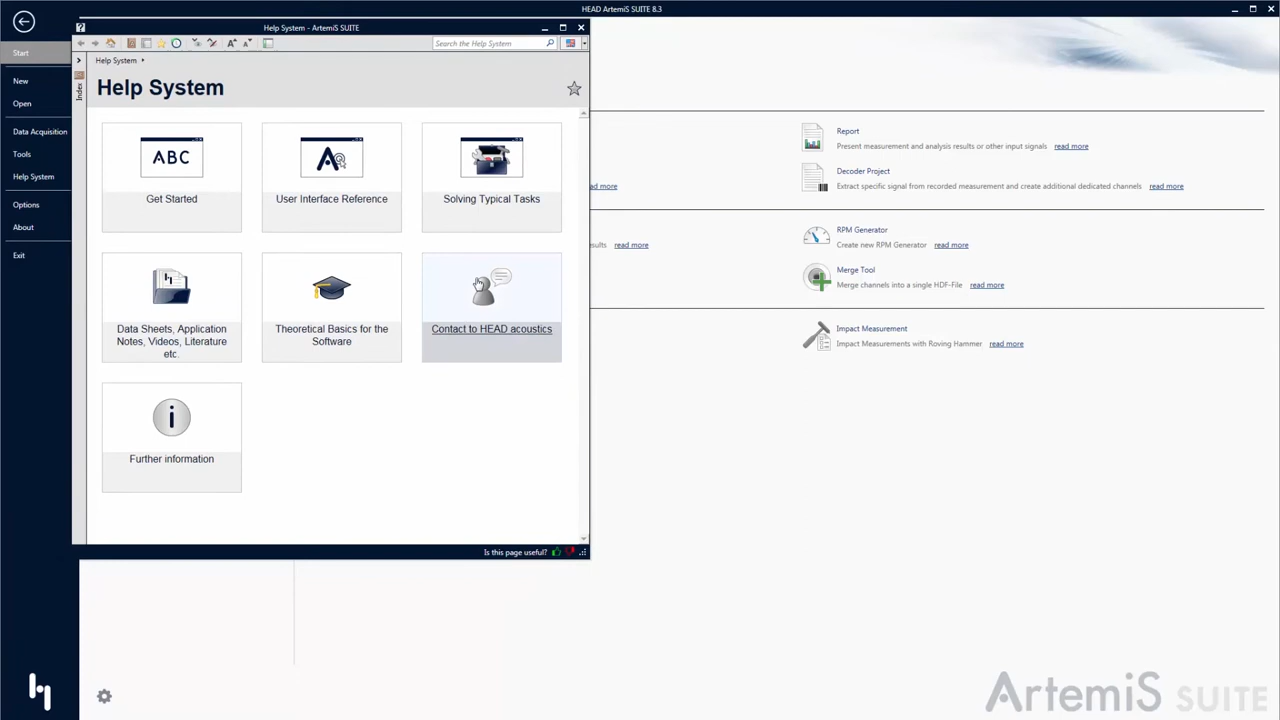 HEAD ArtemiS SUITE 8.3
Help System - ArtemiS SUITE
Search the Help System
Help System
Help System
Index
ABC
Get Started
User Interface Reference
Solving Typical Tasks
Data Sheets, Application
Notes, Videos, Literature
etc.
Theoretical Basics for the
Software
Contact to HEAD acoustics
Further information
Is this page useful?
Start
New
Open
Data Acquisition
Tools
Help System
Options
About
Exit
ad more
esults read more
Report
Present measurement and analysis results or other input signals read more
Decoder Project
Extract specific signal from recorded measurement and create additional dedicated channels read more
RPM Generator
Create new RPM Generator read more
Merge Tool
Merge channels into a single HDF-File read more
Impact Measurement
Impact Measurements with Roving Hammer read more
ArtemiS SUITE